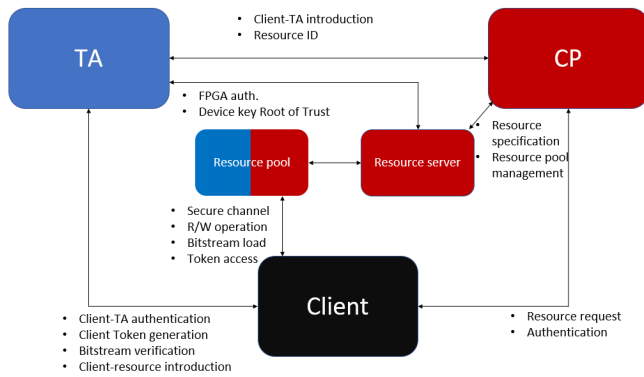 • Client-TA introduction
• Resource ID
TA
CP
• FPGA auth.
• Device key Root of Trust
• Resource
specification
• Resource pool
management
Resource pool
Resource server
• Secure channel
• R/W operation
• Bitstream load
• Token access
Client
• Client-TA authentication
• Client Token generation
• Bitstream verification
• Client-resource introduction
• Resource request
• Authentication